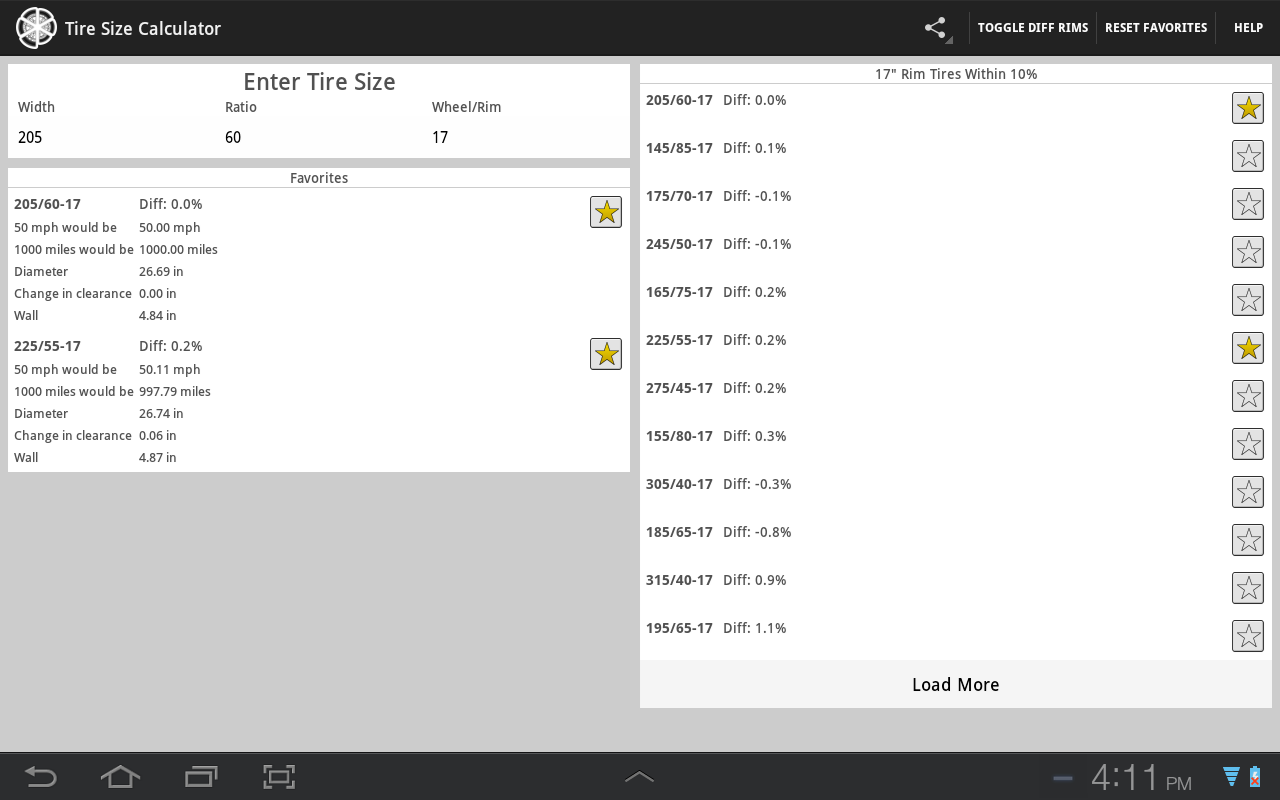 Tire Size Calculator
TOGGLE DIFF RIMS
RESET FAVORITES
HELP
Enter Tire Size
Width Ratio Wheel/Rim
205 60 17
Favorites
205/60-17 Diff: 0.0%
50 mph would be 50.00 mph
1000 miles would be 1000.00 miles
Diameter 26.69 in
Change in clearance 0.00 in
Wall 4.84 in
225/55-17 Diff: 0.2%
50 mph would be 50.11 mph
1000 miles would be 997.79 miles
Diameter 26.74 in
Change in clearance 0.06 in
Wall 4.87 in
17" Rim Tires Within 10%
205/60-17 Diff: 0.0%
145/85-17 Diff: 0.1%
175/70-17 Diff: -0.1%
245/50-17 Diff: -0.1%
165/75-17 Diff: 0.2%
225/55-17 Diff: 0.2%
275/45-17 Diff: 0.2%
155/80-17 Diff: 0.3%
305/40-17 Diff: -0.3%
185/65-17 Diff: -0.8%
315/40-17 Diff: 0.9%
195/65-17 Diff: 1.1%
Load More
4:11 PM